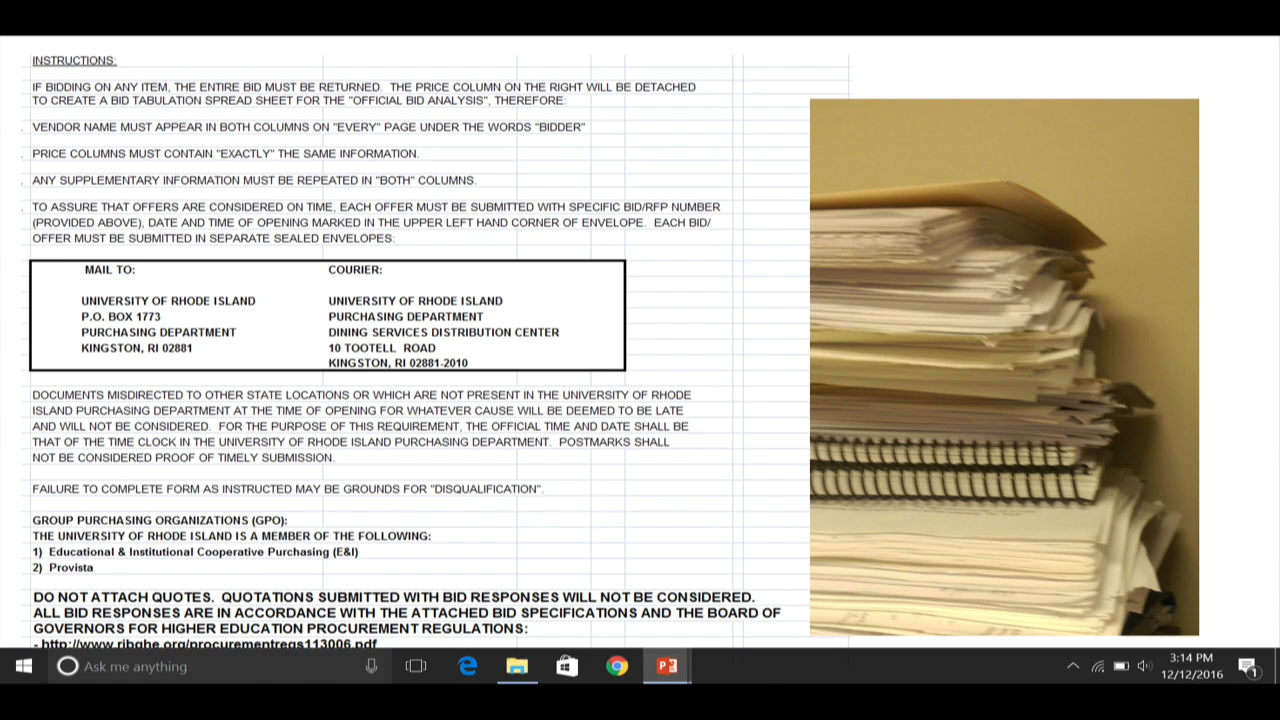 INSTRUCTIONS:
IF BIDDING ON ANY ITEM, THE ENTIRE BID MUST BE RETURNED. THE PRICE COLUMN ON THE RIGHT WILL BE DETACHED
TO CREATE A BID TABULATION SPREAD SHEET FOR THE "OFFICIAL BID ANALYSIS", THEREFORE:
VENDOR NAME MUST APPEAR IN BOTH COLUMNS ON "EVERY" PAGE UNDER THE WORDS "BIDDER"
PRICE COLUMNS MUST CONTAIN "EXACTLY" THE SAME INFORMATION.
ANY SUPPLEMENTARY INFORMATION MUST BE REPEATED IN "BOTH" COLUMNS.
TO ASSURE THAT OFFERS ARE CONSIDERED ON TIME, EACH OFFER MUST BE SUBMITTED WITH SPECIFIC BID/RFP NUMBER
(PROVIDED ABOVE), DATE AND TIME OF OPENING MARKED IN THE UPPER LEFT HAND CORNER OF ENVELOPE. EACH BID/
OFFER MUST BE SUBMITTED IN SEPARATE SEALED ENVELOPES:
MAIL TO:
UNIVERSITY OF RHODE ISLAND
P.O. BOX 1773
PURCHASING DEPARTMENT
KINGSTON, RI 02881
COURIER:
UNIVERSITY OF RHODE ISLAND
PURCHASING DEPARTMENT
DINING SERVICES DISTRIBUTION CENTER
10 TOOTELL ROAD
KINGSTON, RI 02881-2010
DOCUMENTS MISDIRECTED TO OTHER STATE LOCATIONS OR WHICH ARE NOT PRESENT IN THE UNIVERSITY OF RHODE
ISLAND PURCHASING DEPARTMENT AT THE TIME OF OPENING FOR WHATEVER CAUSE WILL BE DEEMED TO BE LATE
AND WILL NOT BE CONSIDERED. FOR THE PURPOSE OF THIS REQUIREMENT, THE OFFICIAL TIME AND DATE SHALL BE
THAT OF THE TIME CLOCK IN THE UNIVERSITY OF RHODE ISLAND PURCHASING DEPARTMENT. POSTMARKS SHALL
NOT BE CONSIDERED PROOF OF TIMELY SUBMISSION.
FAILURE TO COMPLETE FORM AS INSTRUCTED MAY BE GROUNDS FOR "DISQUALIFICATION".
GROUP PURCHASING ORGANIZATIONS (GPO):
THE UNIVERSITY OF RHODE ISLAND IS A MEMBER OF THE FOLLOWING:
1) Educational & Institutional Cooperative Purchasing (E&I)
2) Provista
DO NOT ATTACH QUOTES. QUOTATIONS SUBMITTED WITH BID RESPONSES WILL NOT BE CONSIDERED.
ALL BID RESPONSES ARE IN ACCORDANCE WITH THE ATTACHED BID SPECIFICATIONS AND THE BOARD OF
GOVERNORS FOR HIGHER EDUCATION PROCUREMENT REGULATIONS:
- http://www.ribghe.org/procurementregs113006.pdf
Ask me anything
3:14 PM
12/12/2016
1